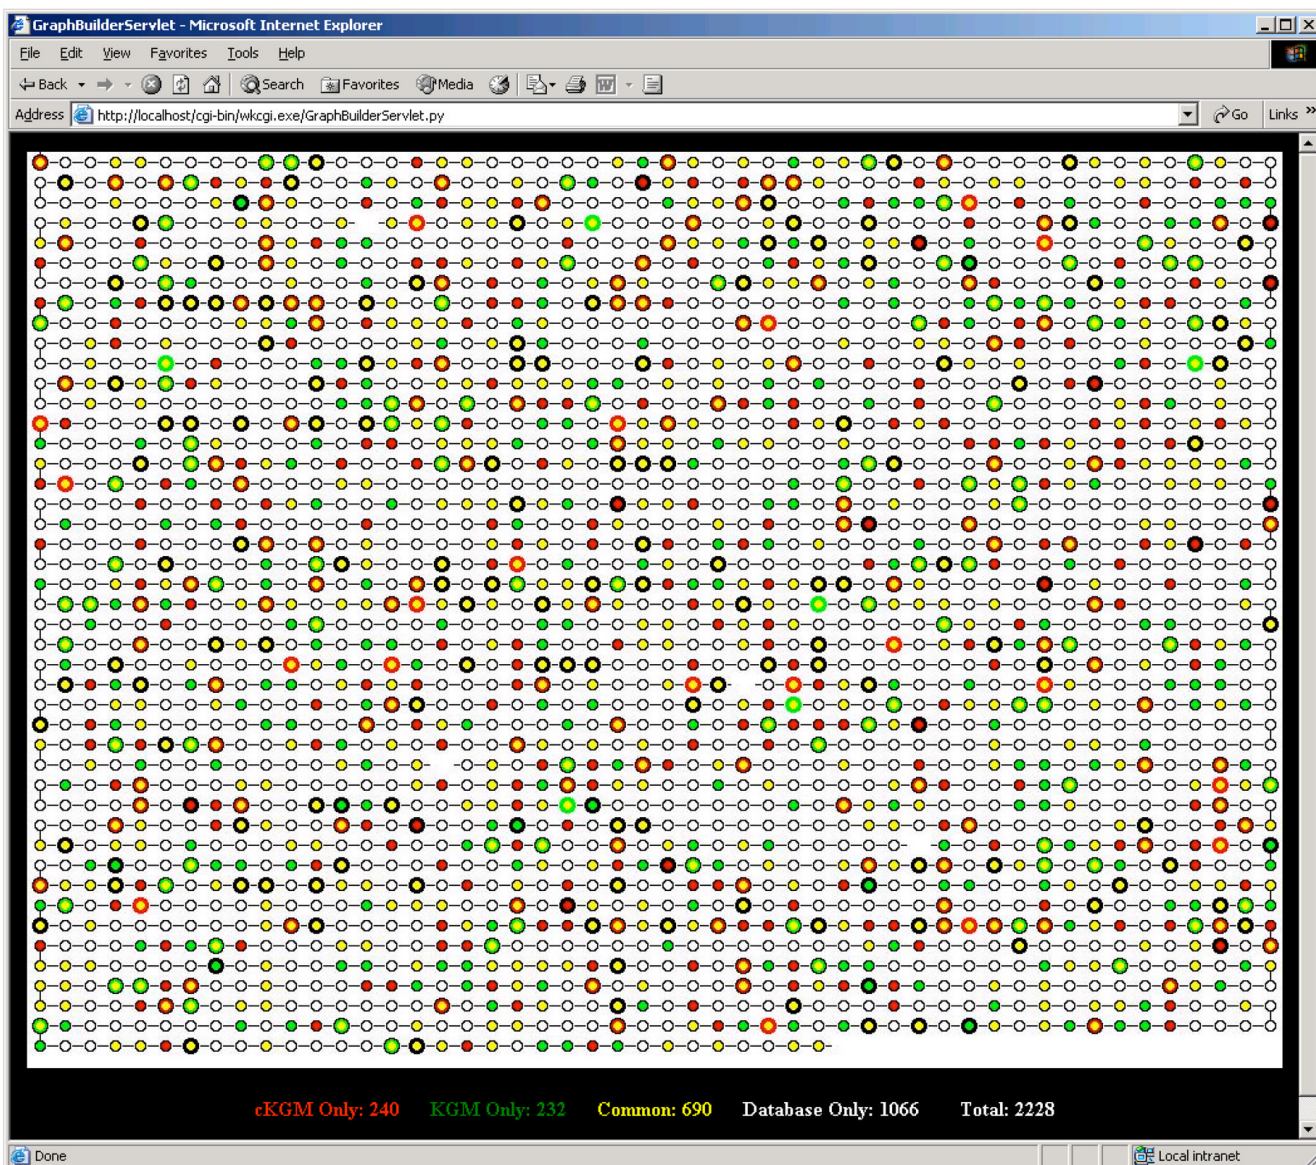 GraphBuilderServlet - Microsoft Internet Explorer
File Edit View Favorites Tools Help
Back Search Favorites Media W
Address http://localhost/cgi-bin/wkcgi.exe/GraphBuilderServlet.py Go Links »
cKGM Only: 240 KGM Only: 232 Common: 690 Database Only: 1066 Total: 2228
Done Local intranet